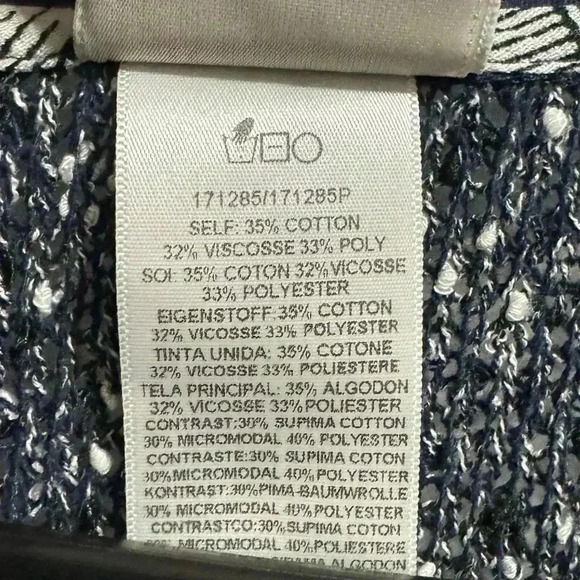 171285/171285P
SELF: 35% COTTON
32% VISCOSSE 33% POLY
SOI: 35% COTON 32% VICOSSE
33% POLYESTER
EIGENSTOFF: 35% COTTON
32% VICOSSE 33% POLYESTER
TINTA UNIDA: 35% COTONE
32% VICOSSE 33% POLIESTERE
TELA PRINCIPAL: 35% ALGODON
32% VICOSSE 33% POLIESTER
CONTRAST:30% SUPIMA COTTON
30% MICROMODAL 40% POLYESTER
CONTRASTE:30% SUPIMA COTON
30%MICROMODAL 40% POLYESTER
KONTRAST:30%PIMA-BAUMWROLLE
30% MICROMODAL 40% POLYESTER
CONTRASTCO:30%SUPIMA COTON
30% MICROMODAL 40% POLIESTERE